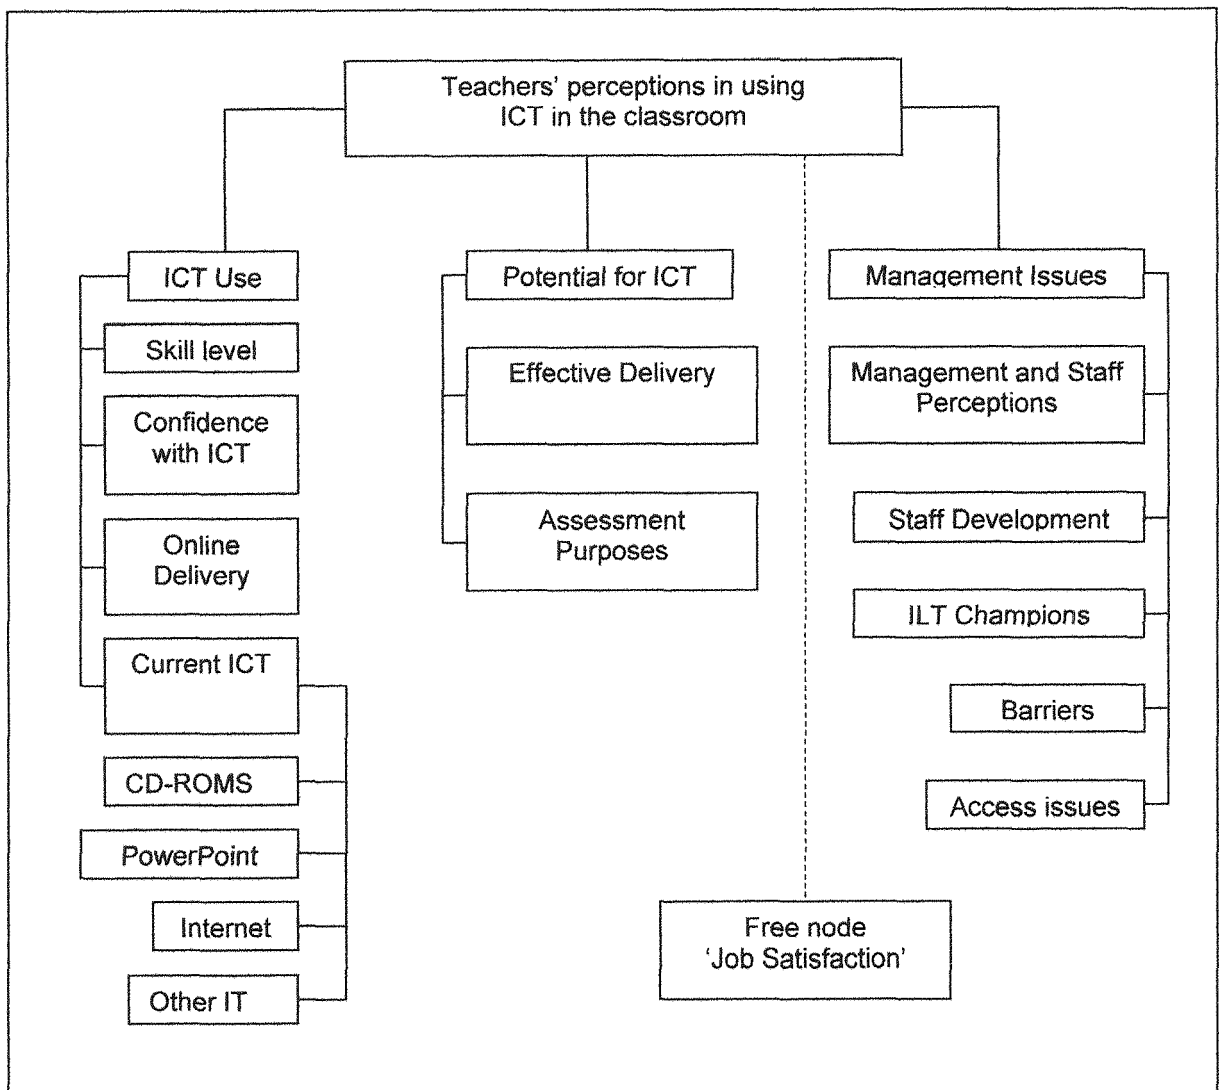 Teachers' perceptions in using
ICT in the classroom
ICT Use
Skill level
Confidence
with ICT
Online
Delivery
Current ICT
CD-ROMS
PowerPoint
Internet
Other IT
Potential for ICT
Effective Delivery
Assessment
Purposes
Management Issues
Management and Staff
Perceptions
Staff Development
ILT Champions
Barriers
Access issues
Free node
'Job Satisfaction'